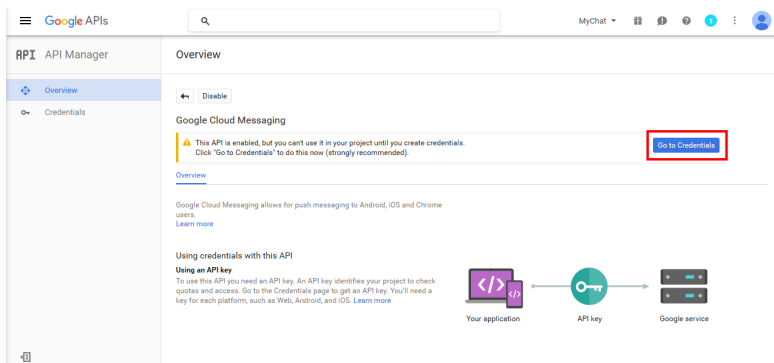 Google APIs
MyChat
1
API API Manager
Overview
Overview
Credentials
Disable
Google Cloud Messaging
This API is enabled, but you can't use it in your project until you create credentials.
Click "Go to Credentials" to do this now (strongly recommended).
Go to Credentials
Overview
Google Cloud Messaging allows for push messaging to Android, iOS and Chrome
users.
Learn more
Using credentials with this API
Using an API key
To use this API you need an API key. An API key identifies your project to check
quotas and access. Go to the Credentials page to get an API key. You'll need a
key for each platform, such as Web, Android, and iOS. Learn more
</>
</>
Your application
API key
Google service